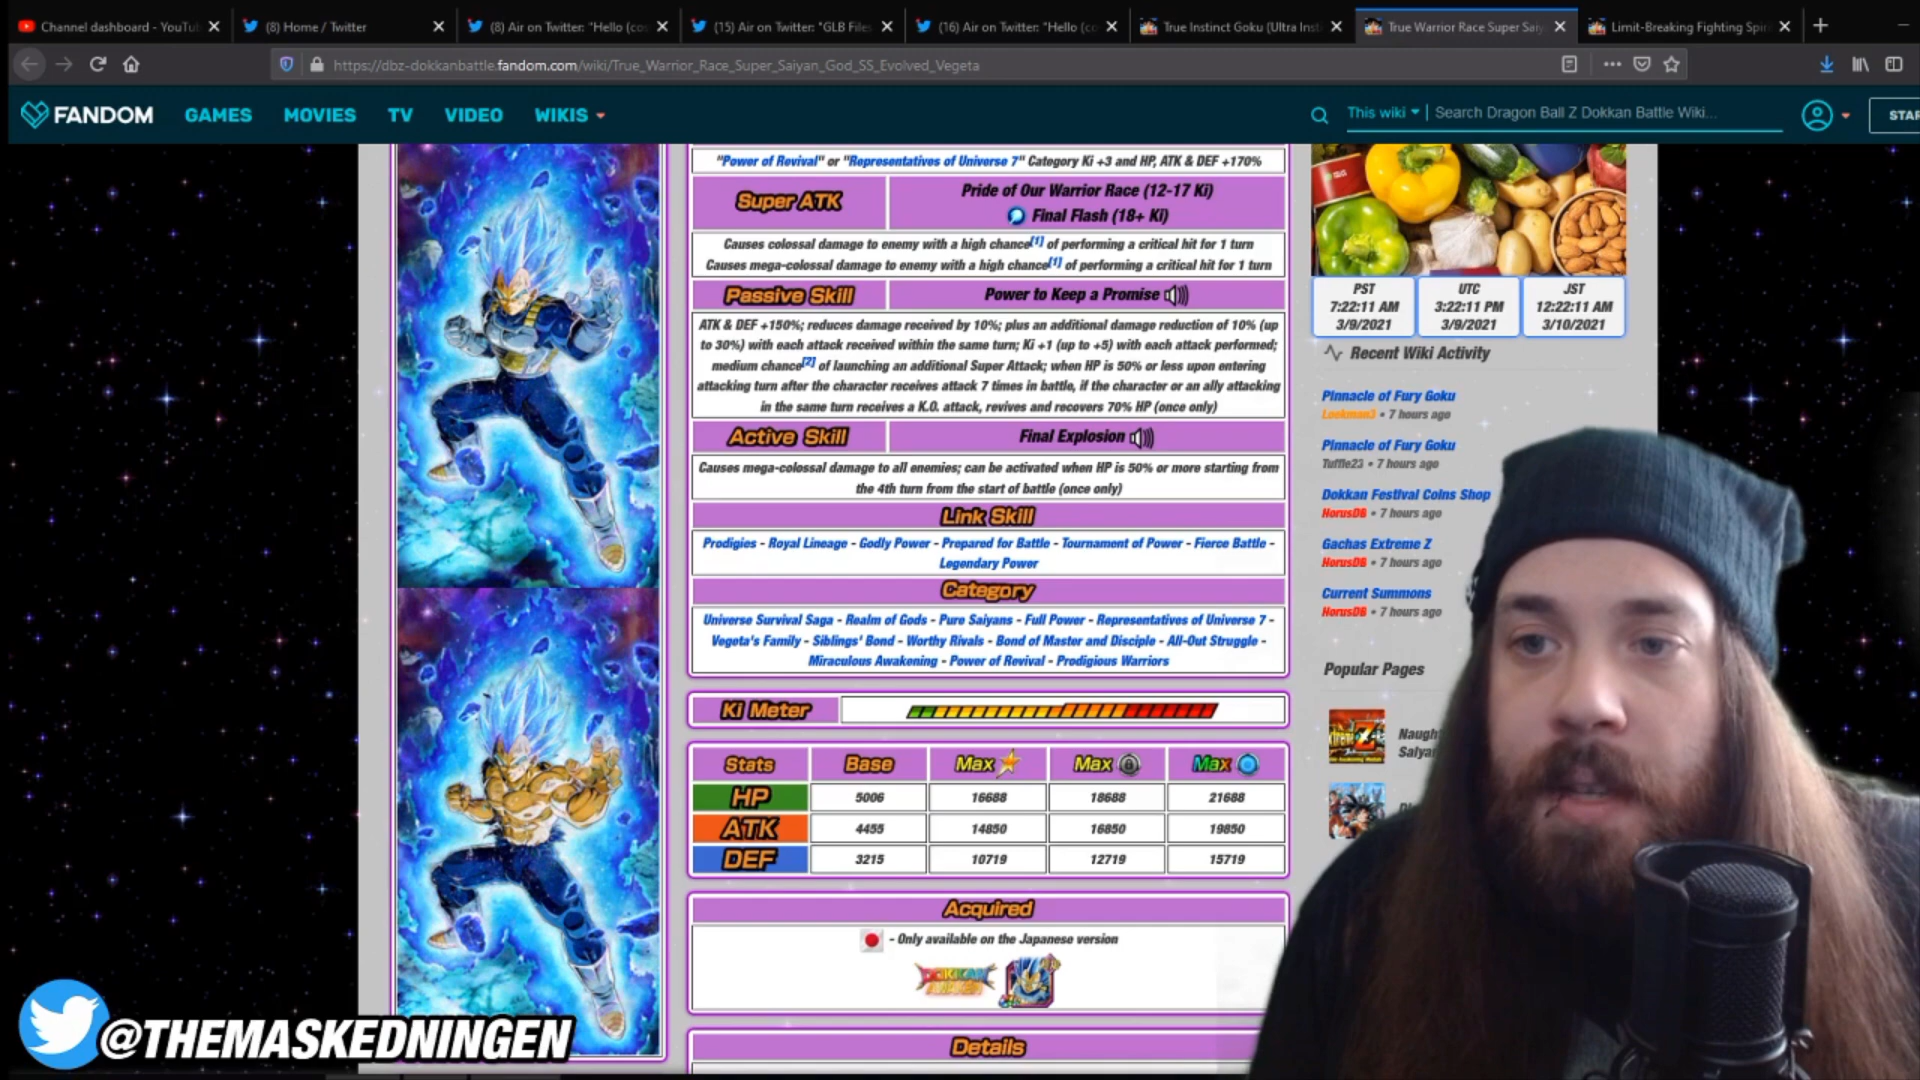 Channel dashboard - YouTu
(8) Home / Twitter
(8) Air on Twitter: "Hello (cos
(15) Air on Twitter: "GLB Files
(16) Air on Twitter: "Hello (co
True Instinct Goku (Ultra Inst
True Warrior Race Super Saiy
Limit-Breaking Fighting Spiri
https://dbz-dokkanbattle.fandom.com/wiki/True_Warrior_Race_Super_Saiyan_God_SS_Evolved_Vegeta
FANDOM
GAMES
MOVIES
TV
VIDEO
WIKIS
This wiki
Search Dragon Ball Z Dokkan Battle Wiki...
STAR
"Power of Revival" or "Representatives of Universe 7" Category Ki +3 and HP, ATK & DEF +170%
Super ATK
Pride of Our Warrior Race (12-17 Ki)
Final Flash (18+ Ki)
Causes colossal damage to enemy with a high chance[1] of performing a critical hit for 1 turn
Causes mega-colossal damage to enemy with a high chance[1] of performing a critical hit for 1 turn
Passive Skill
Power to Keep a Promise
ATK & DEF +150%; reduces damage received by 10%; plus an additional damage reduction of 10% (up
to 30%) with each attack received within the same turn; Ki +1 (up to +5) with each attack performed;
medium chance[2] of launching an additional Super Attack; when HP is 50% or less upon entering
attacking turn after the character receives attack 7 times in battle, if the character or an ally attacking
in the same turn receives a K.O. attack, revives and recovers 70% HP (once only)
Active Skill
Final Explosion
Causes mega-colossal damage to all enemies; can be activated when HP is 50% or more starting from
the 4th turn from the start of battle (once only)
Link Skill
Prodigies - Royal Lineage - Godly Power - Prepared for Battle - Tournament of Power - Fierce Battle -
Legendary Power
Category
Universe Survival Saga - Realm of Gods - Pure Saiyans - Full Power - Representatives of Universe 7 -
Vegeta's Family - Siblings' Bond - Worthy Rivals - Bond of Master and Disciple - All-Out Struggle -
Miraculous Awakening - Power of Revival - Prodigious Warriors
Ki Meter
Stats Base Max Max Max
HP 5006 16688 18688 21688
ATK 4455 14850 16850 19850
DEF 3215 10719 12719 15719
Acquired
- Only available on the Japanese version
DOKKAN
AWAKEN
Details
PST
7:22:11 AM
3/9/2021
UTC
3:22:11 PM
3/9/2021
JST
12:22:11 AM
3/10/2021
Recent Wiki Activity
Pinnacle of Fury Goku
Lookman3 • 7 hours ago
Pinnacle of Fury Goku
Tuffle23 • 7 hours ago
Dokkan Festival Coins Shop
HorusDB • 7 hours ago
Gachas Extreme Z
HorusDB • 7 hours ago
Current Summons
HorusDB • 7 hours ago
Popular Pages
Naugh
Saiyar
@THEMASKEDNINGEN